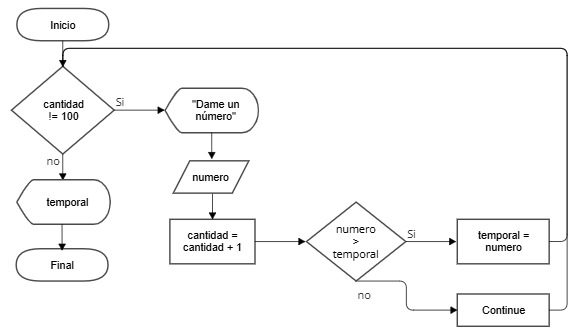 Inicio
cantidad
!= 100
Si
"Dame un
número"
numero
cantidad =
cantidad + 1
numero
>
temporal
Si
temporal =
numero
no
Continue
no
temporal
Final